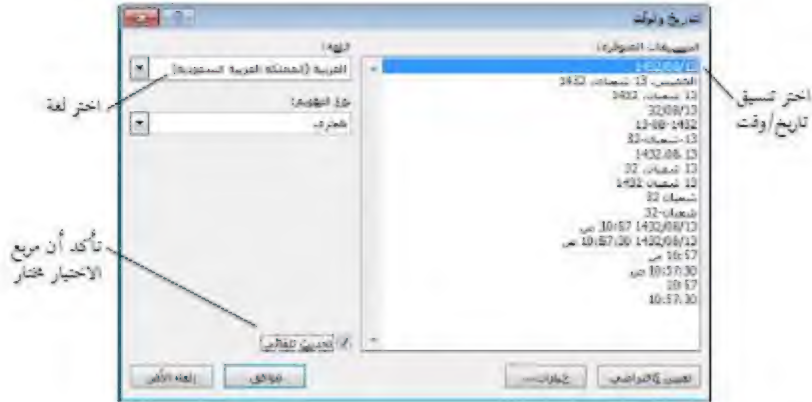 التاريخ والوقت
التنسيقات المتوفرة:
1432/08/13
الخميس، 13 شعبان، 1432
13 شعبان، 1432
32/08/13
13-08-1432
13-شعبان-32
1432.08.13
13 شعبان، 32
13 شعبان 1432
شعبان 32
شعبان-32
1432/08/13 10:57 ص
1432/08/13 10:57:30 ص
10:57 ص
10:57:30 ص
10:57
10:57:30
اللغة:
العربية (المملكة العربية السعودية)
نوع التقويم:
هجري
تحديث تلقائي
تعيين كافتراضي
خيارات...
موافق
إلغاء الأمر
اختر تنسيق
تاريخ/وقت
اختر لغة
تأكد أن مربع
الاختيار مختار